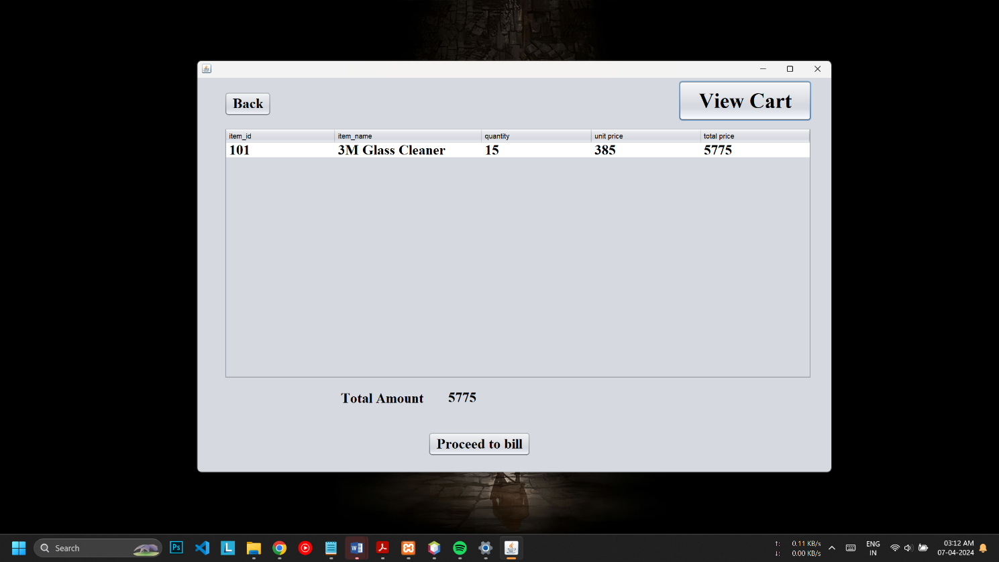 Back
View Cart
item_id item_name quantity unit price total price
101 3M Glass Cleaner 15 385 5775
Total Amount 5775
Proceed to bill
Search
Ps
L
W
↑: 0.11 KB/s
↓: 0.00 KB/s
ENG
IN
03:12 AM
07-04-2024